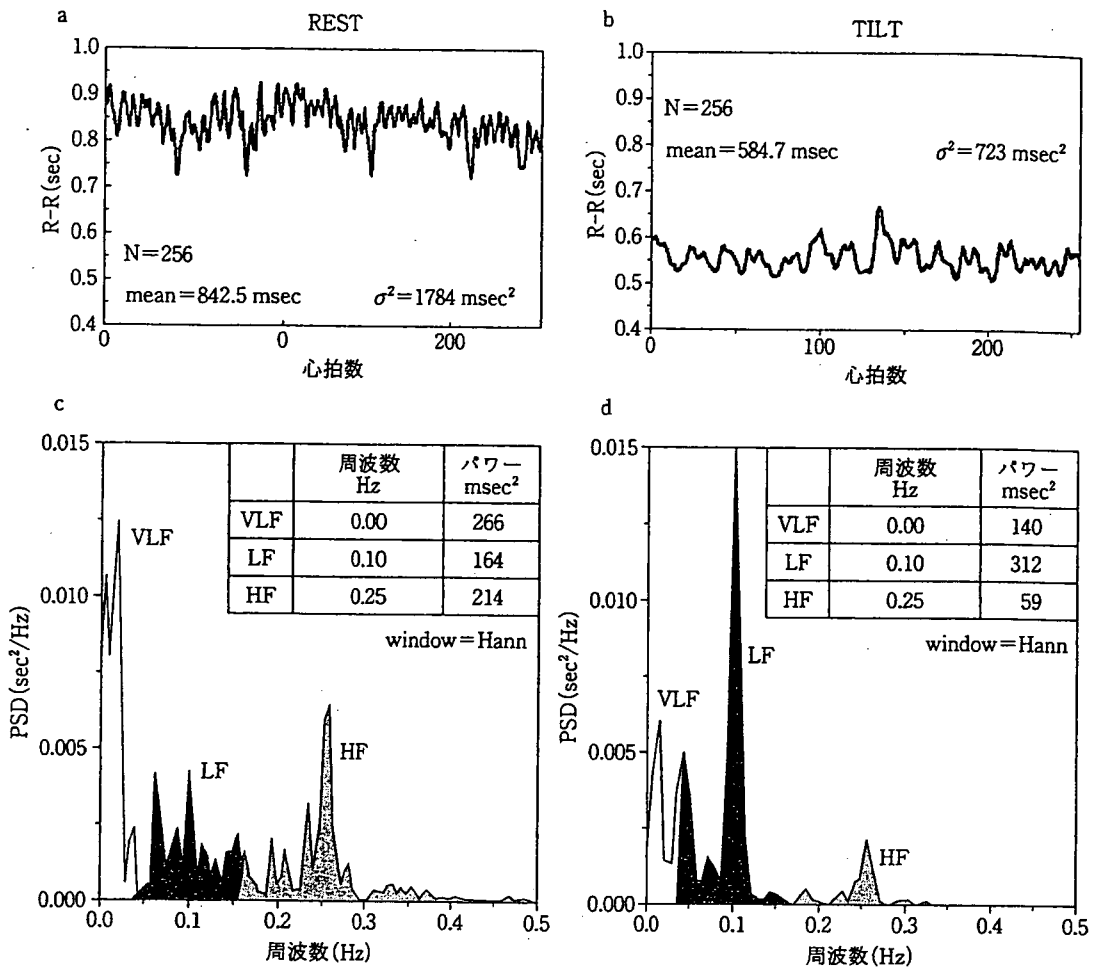 a
REST
1.0
0.9
0.8
0.7
0.6
0.5
0.4
R-R(sec)
N=256
mean=842.5 msec
σ²=1784 msec²
0
0
200
心拍数
b
TILT
1.0
0.9
0.8
0.7
0.6
0.5
0.4
R-R(sec)
N=256
mean=584.7 msec
σ²=723 msec²
0
100
200
心拍数
c
0.015
0.010
0.005
0.000
PSD(sec²/Hz)
周波数 Hz
パワー msec²
VLF 0.00 266
LF 0.10 164
HF 0.25 214
window=Hann
VLF
LF
HF
0.0
0.1
0.2
0.3
0.4
0.5
周波数(Hz)
d
0.015
0.010
0.005
0.000
PSD(sec²/Hz)
周波数 Hz
パワー msec²
VLF 0.00 140
LF 0.10 312
HF 0.25 59
window=Hann
VLF
LF
HF
0.0
0.1
0.2
0.3
0.4
0.5
周波数(Hz)